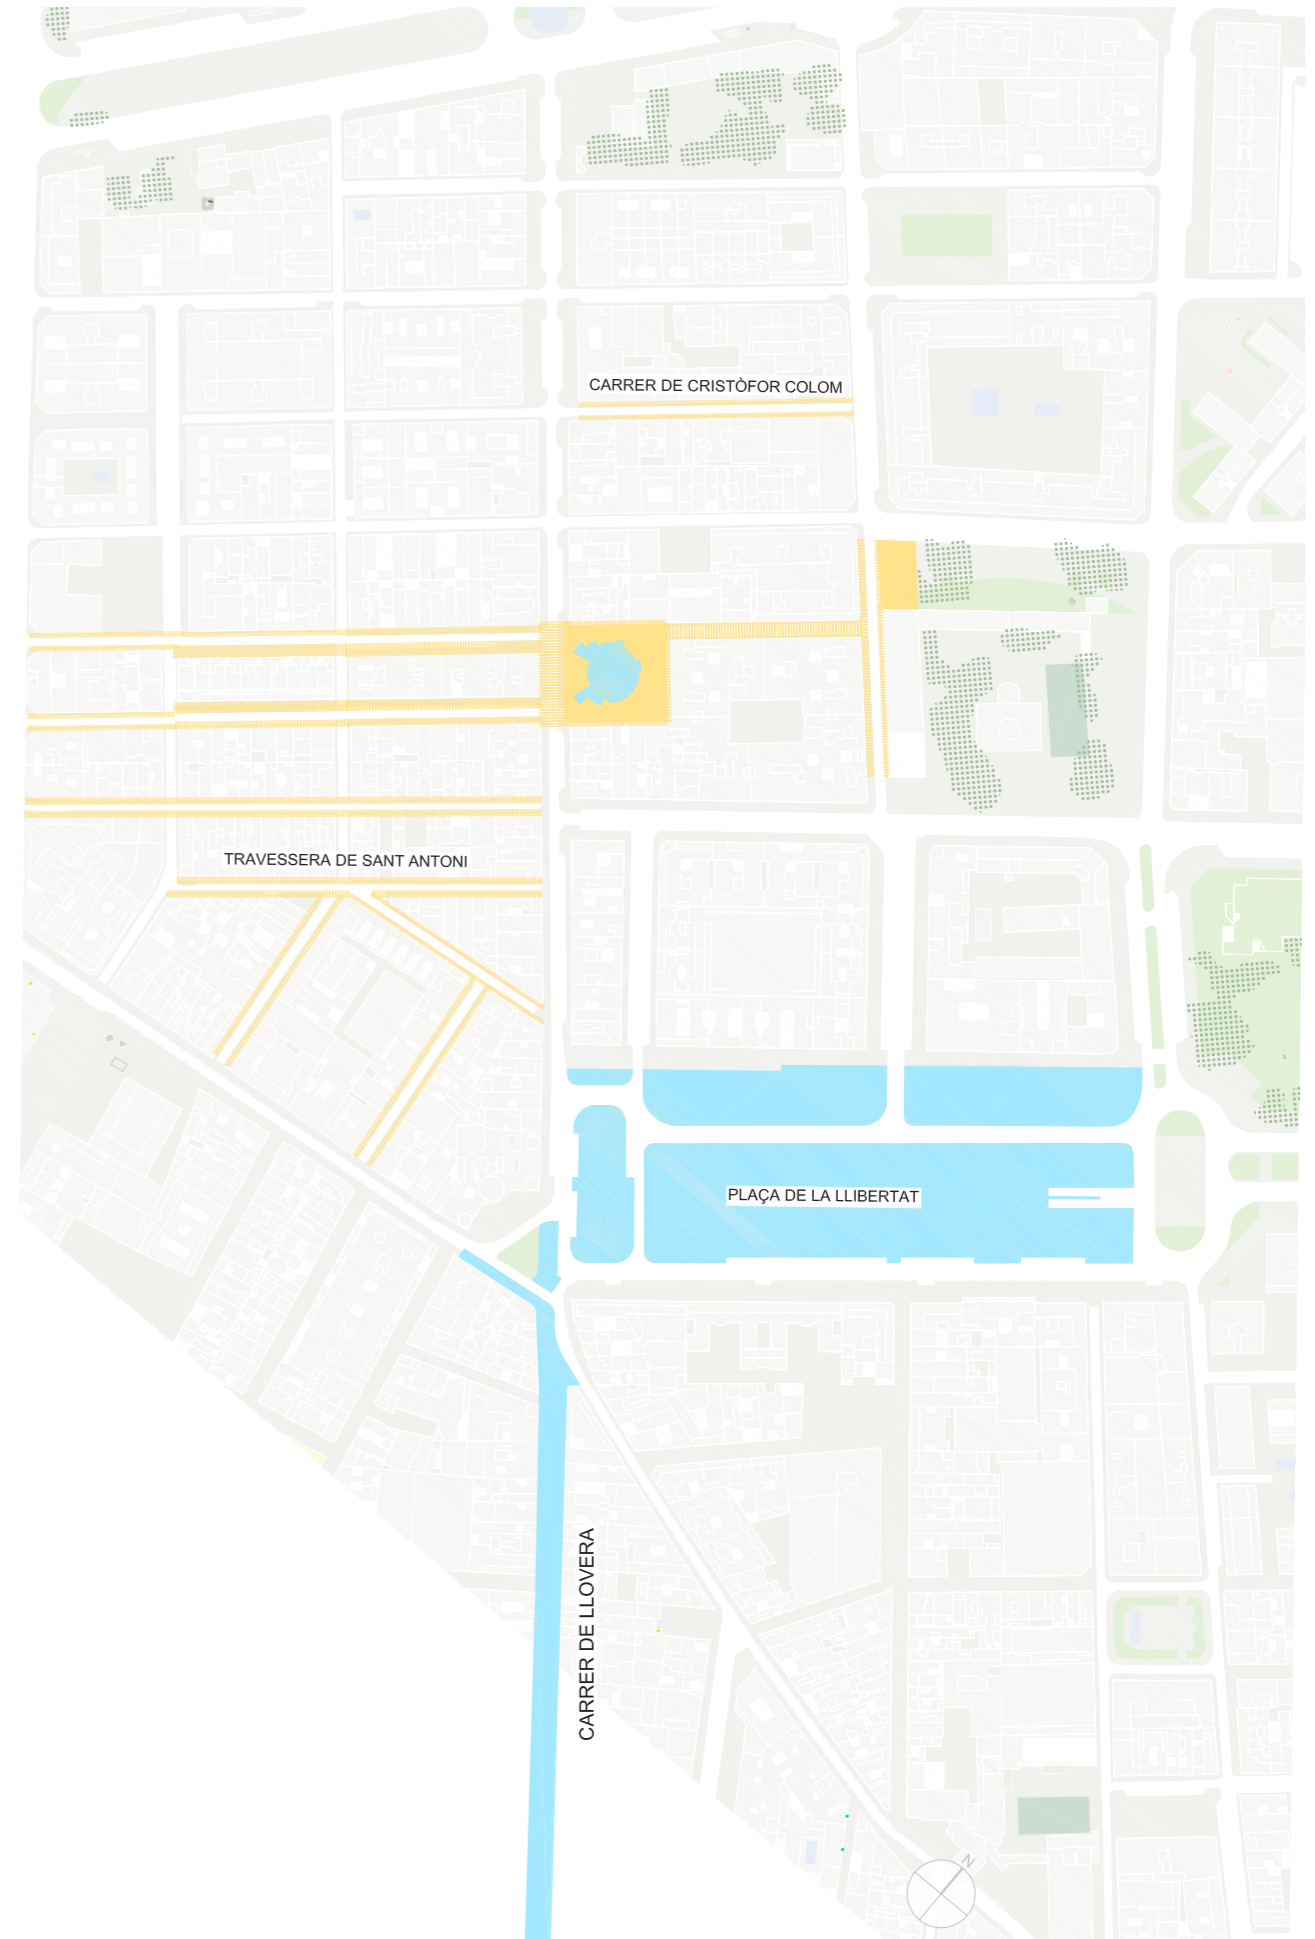 CARRER DE CRISTÒFOR COLOM
TRAVESSERA DE SANT ANTONI
PLAÇA DE LA LLIBERTAT
CARRER DE LLOVERA
N